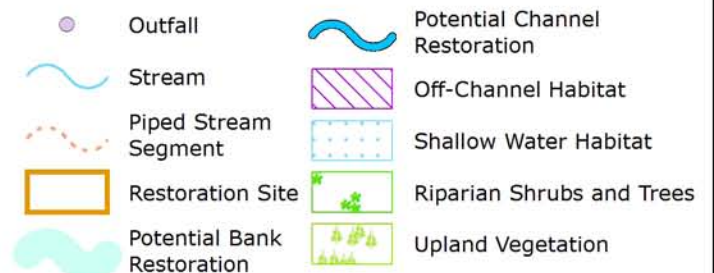 Outfall
Stream
Piped Stream
Segment
Restoration Site
Potential Bank
Restoration
Potential Channel
Restoration
Off-Channel Habitat
Shallow Water Habitat
Riparian Shrubs and Trees
Upland Vegetation